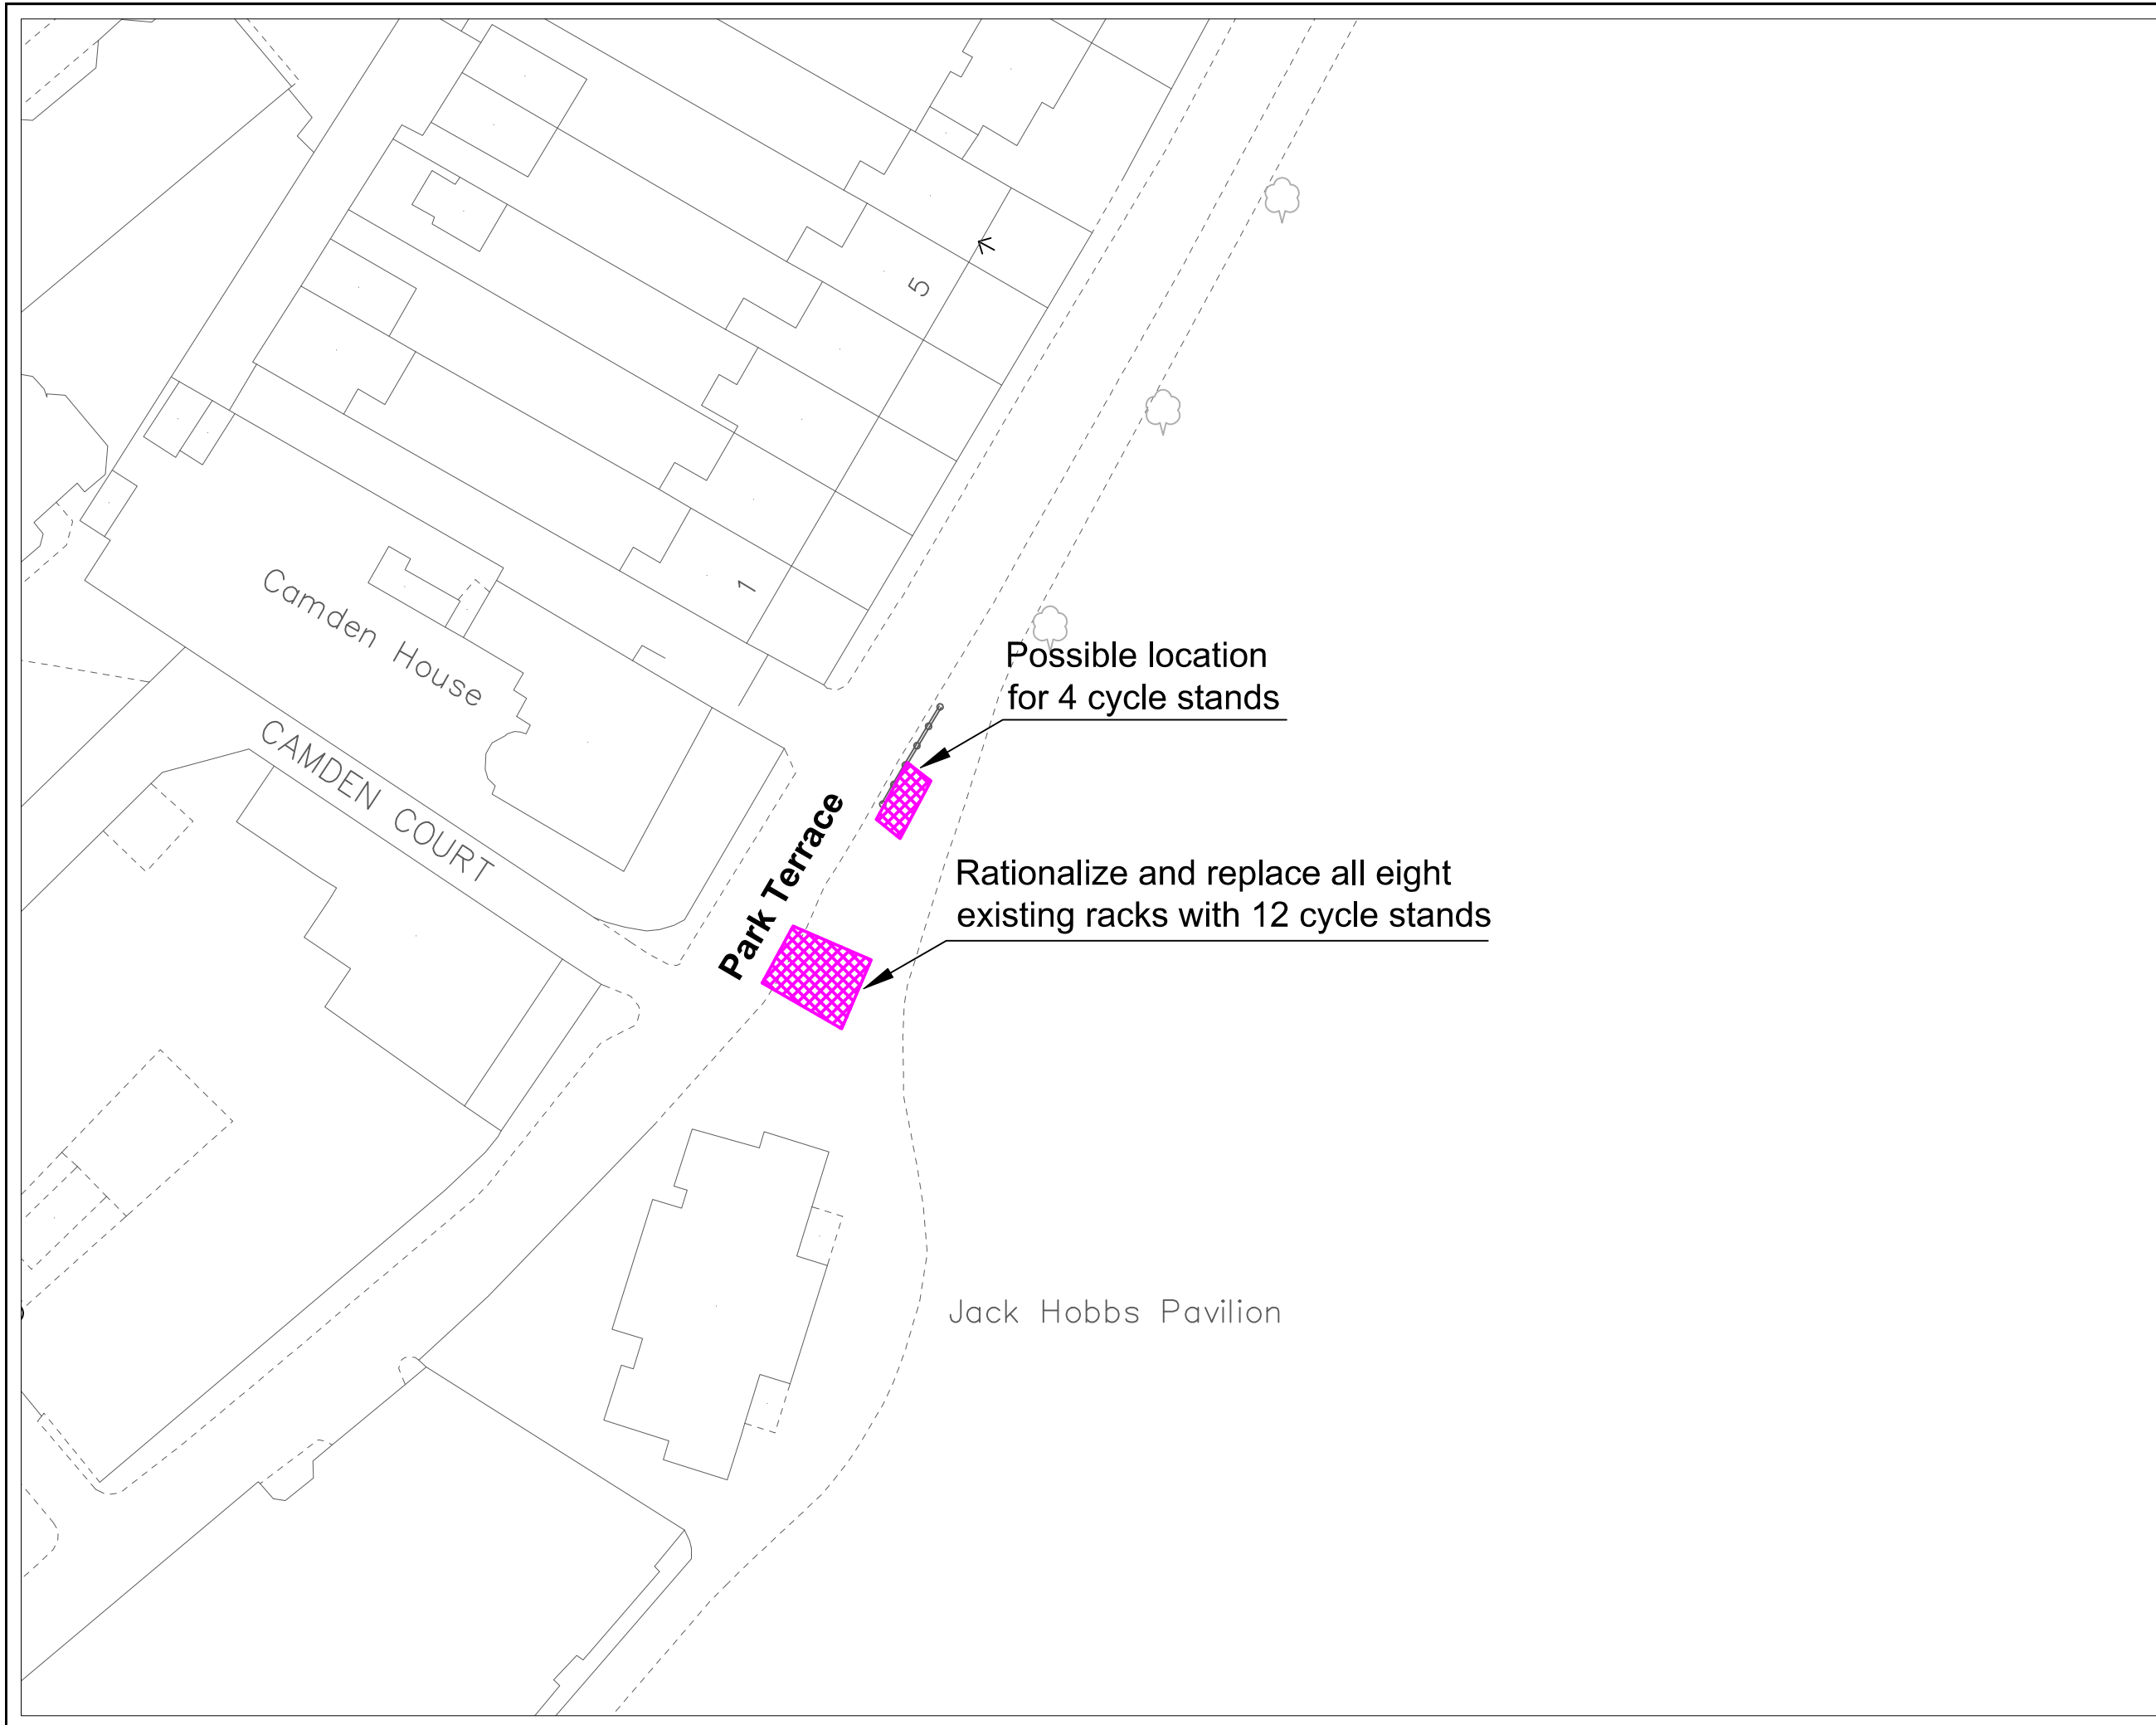 5
1
Camden House
CAMDEN COURT
Possible location
for 4 cycle stands
Park Terrace
Rationalize and replace all eight
existing racks with 12 cycle stands
Jack Hobbs Pavilion